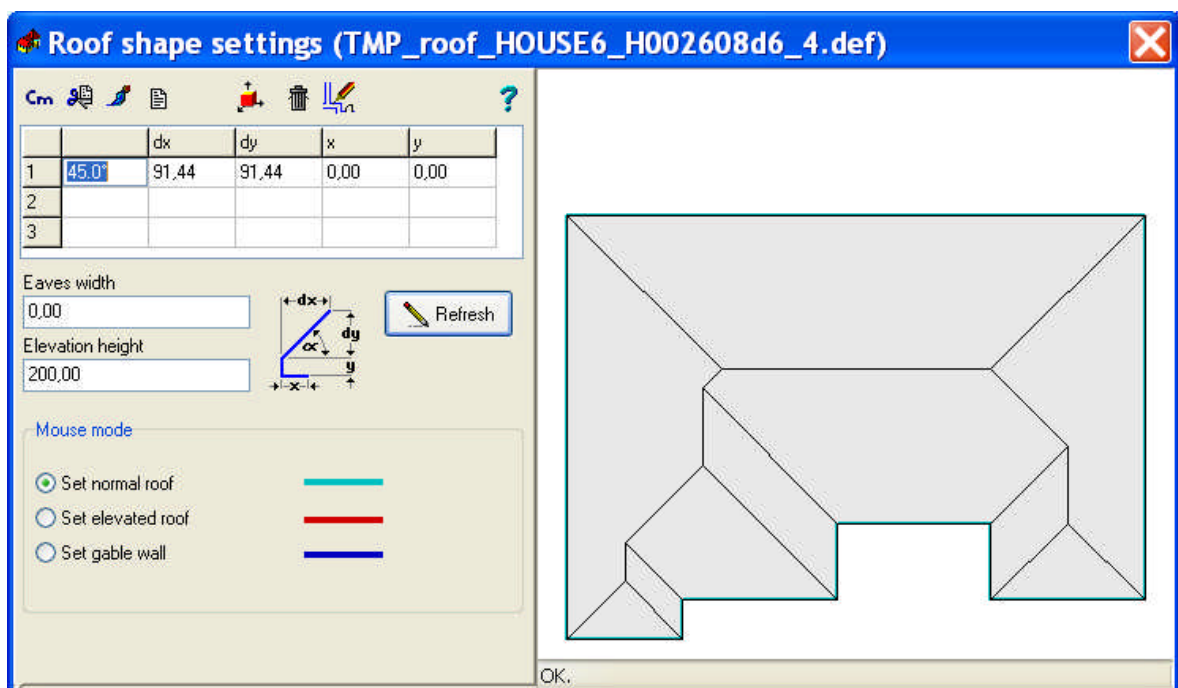 Roof shape settings (TMP_roof_HOUSE6_H002608d6_4.def)
Cm ?
dx dy x y
1 45.0° 91,44 91,44 0,00 0,00
2
3
Eaves width
0,00
Elevation height
200,00
dx
dy
α
y
x
Refresh
Mouse mode
Set normal roof
Set elevated roof
Set gable wall
OK.